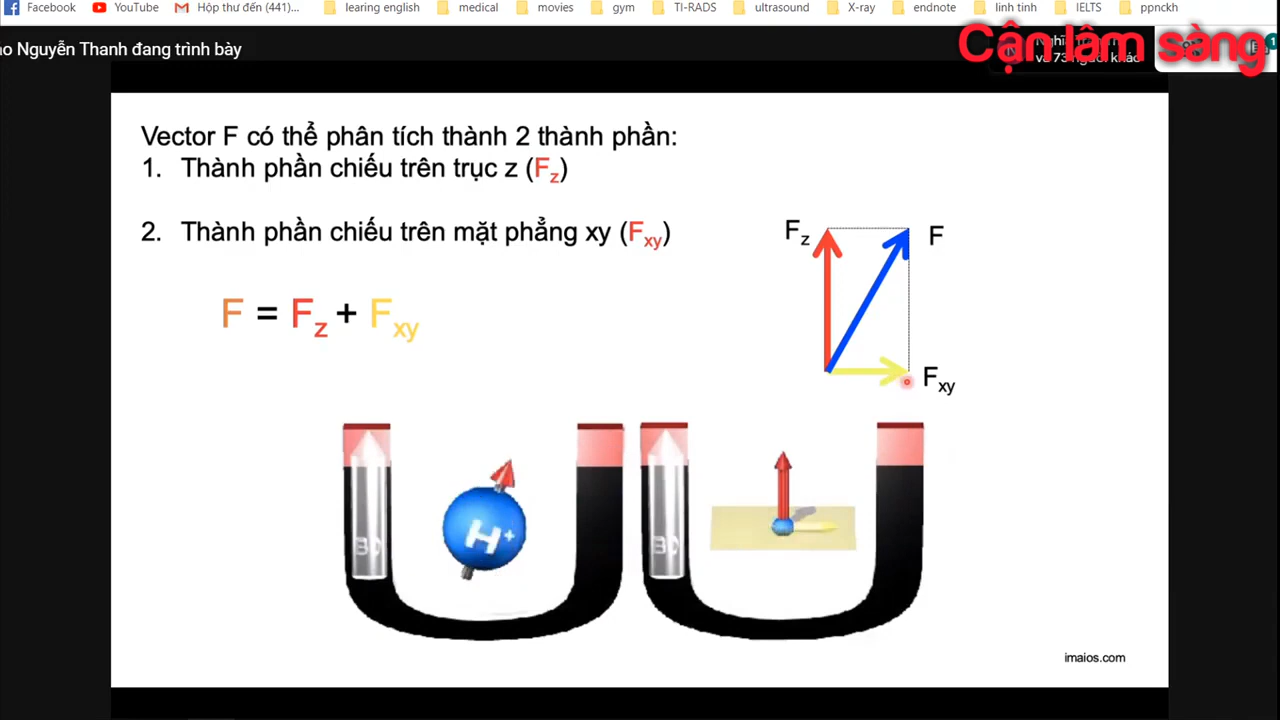 Facebook
YouTube
Hộp thư đến (441)...
learing english
medical
movies
gym
TI-RADS
ultrasound
X-ray
endnote
linh tinh
IELTS
ppnckh
Nguyễn Thanh đang trình bày
Cận lâm sàng
Vector F có thể phân tích thành 2 thành phần:
1. Thành phần chiếu trên trục z (Fz)
2. Thành phần chiếu trên mặt phẳng xy (Fxy)
F = Fz + Fxy
Fz
F
Fxy
H+
B0
B0
imaios.com